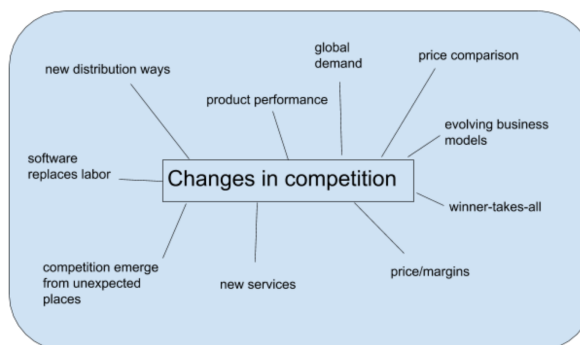 global
demand
price comparison
new distribution ways
product performance
evolving business
models
software
replaces labor
Changes in competition
winner-takes-all
competition emerge
from unexpected
places
new services
price/margins